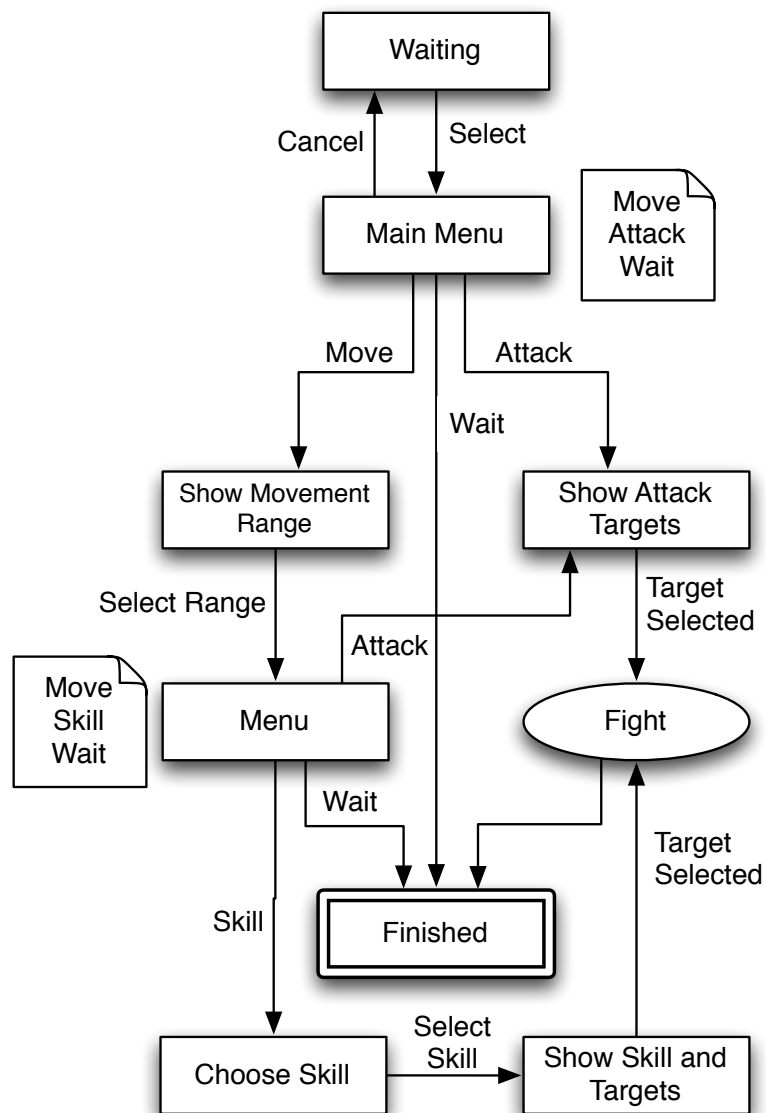 Waiting
Cancel
Select
Main Menu
Move
Attack
Wait
Move
Attack
Wait
Show Movement
Range
Show Attack
Targets
Select Range
Target
Selected
Attack
Move
Skill
Wait
Menu
Fight
Wait
Target
Selected
Skill
Finished
Select
Skill
Choose Skill
Show Skill and
Targets